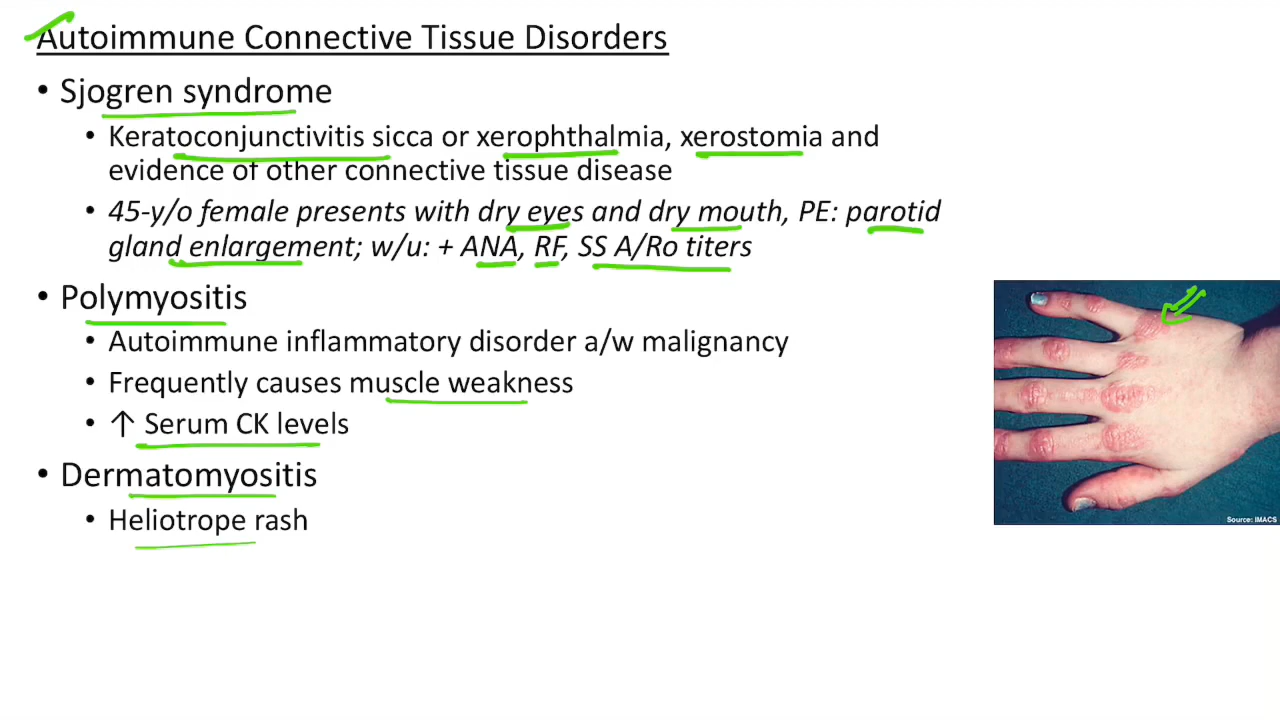 Autoimmune Connective Tissue Disorders
• Sjogren syndrome
• Keratoconjunctivitis sicca or xerophthalmia, xerostomia and
evidence of other connective tissue disease
• 45-y/o female presents with dry eyes and dry mouth, PE: parotid
gland enlargement; w/u: + ANA, RF, SS A/Ro titers
• Polymyositis
• Autoimmune inflammatory disorder a/w malignancy
• Frequently causes muscle weakness
• ↑ Serum CK levels
• Dermatomyositis
• Heliotrope rash
Source: IMACS